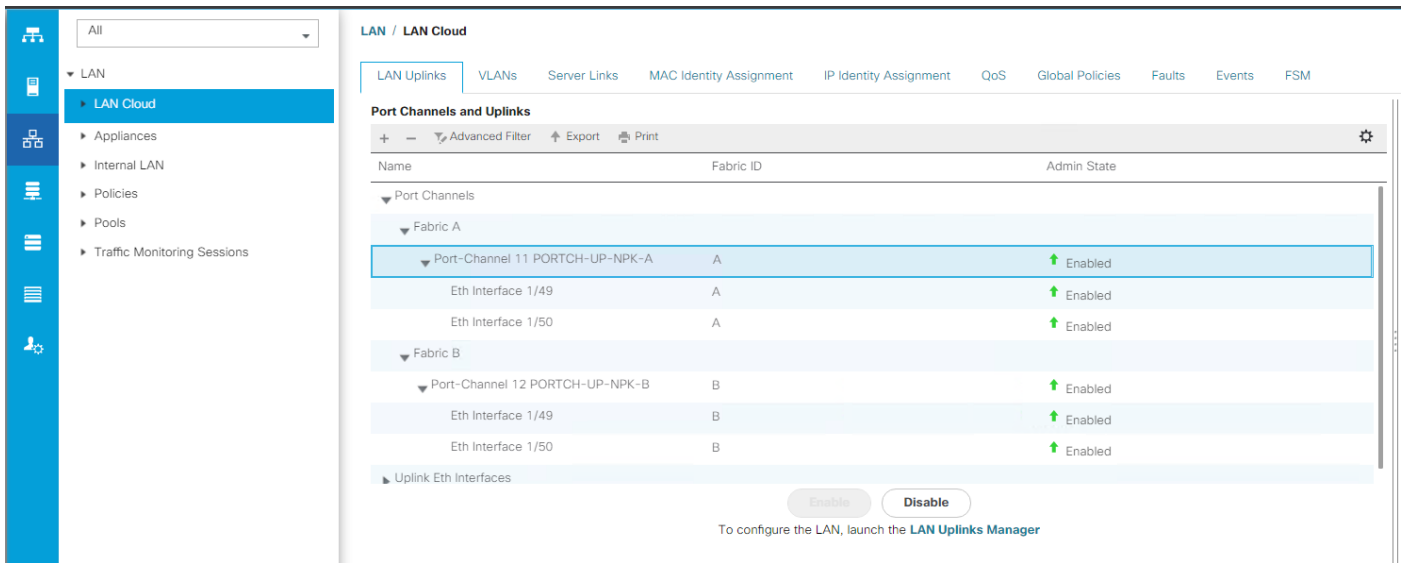 All
LAN
LAN Cloud
Appliances
Internal LAN
Policies
Pools
Traffic Monitoring Sessions
LAN / LAN Cloud
LAN Uplinks VLANs Server Links MAC Identity Assignment IP Identity Assignment QoS Global Policies Faults Events FSM
Port Channels and Uplinks
+ − Advanced Filter Export Print
Name Fabric ID Admin State
Port Channels
Fabric A
Port-Channel 11 PORTCH-UP-NPK-A A Enabled
Eth Interface 1/49 A Enabled
Eth Interface 1/50 A Enabled
Fabric B
Port-Channel 12 PORTCH-UP-NPK-B B Enabled
Eth Interface 1/49 B Enabled
Eth Interface 1/50 B Enabled
Uplink Eth Interfaces
Enable Disable
To configure the LAN, launch the LAN Uplinks Manager